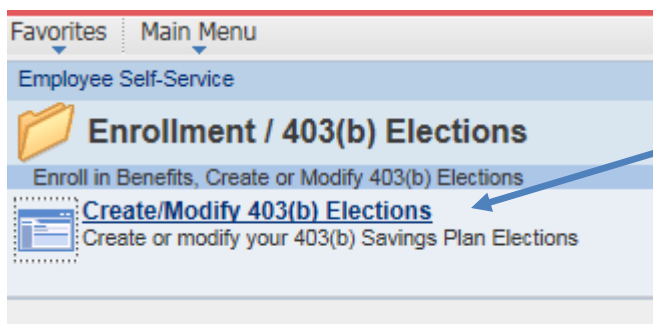 Favorites Main Menu
Employee Self-Service
Enrollment / 403(b) Elections
Enroll in Benefits, Create or Modify 403(b) Elections
Create/Modify 403(b) Elections
Create or modify your 403(b) Savings Plan Elections